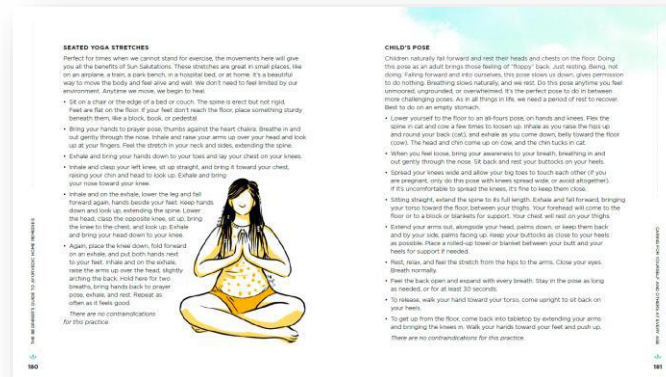 SEATED YOGA STRETCHES
Perfect for times when we cannot stand for exercise, the movements here will give
you all the benefits of Sun Salutations. These stretches are great in small places, like
on an airplane, a train, a park bench, in a hospital bed, or at home. It's a beautiful
way to move the body and feel alive and well. We don't need to feel limited by our
environment. Anytime we move, we begin to heal.
• Sit on a chair or the edge of a bed or couch. The spine is erect but not rigid.
Feet are flat on the floor. If your feet don't reach the floor, place something sturdy
beneath them, like a block, book, or pedestal.
• Bring your hands to prayer pose, thumbs against the heart chakra. Breathe in and
out gently through the nose. Inhale and raise your arms up over your head and look
up at your fingers. Feel the stretch in your neck and sides, extending the spine.
• Exhale and bring your hands down to your toes and lay your chest on your knees.
• Inhale and clasp your left knee, sit up straight, and bring it toward your chest,
raising your chin and head to look up. Exhale and bring
your nose toward your knee.
• Inhale and on the exhale, lower the leg and fall
forward again, hands beside your feet. Keep hands
down and look up, extending the spine. Lower
the head, clasp the opposite knee, sit up, bring
the knee to the chest, and look up. Exhale
and bring your head down to your knee.
• Again, place the knee down, fold forward
on an exhale, and put both hands next
to your feet. Inhale and on the exhale,
raise the arms up over the head, slightly
arching the back. Hold here for two
breaths, bring hands back to prayer
pose, exhale, and rest. Repeat as
often as it feels good.
There are no contraindications
for this practice.
THE BEGINNER'S GUIDE TO AYURVEDIC HOME REMEDIES
180
CHILD'S POSE
Children naturally fall forward and rest their heads and chests on the floor. Doing
this pose as an adult brings those feeling of "floppy" back. Just resting. Being, not
doing. Falling forward and into ourselves, this pose slows us down, gives permission
to do nothing. Breathing slows naturally, and we rest. Do this pose anytime you feel
unmoored, ungrounded, or overwhelmed. It's the perfect pose to do in between
more challenging poses. As in all things in life, we need a period of rest to recover.
Best to do on an empty stomach.
• Lower yourself to the floor to an all-fours pose, on hands and knees. Flex the
spine in cat and cow a few times to loosen up. Inhale as you raise the hips up
and round your back (cat), and exhale as you come down, belly toward the floor
(cow). The head and chin come up on cow, and the chin tucks in cat.
• When you feel loose, bring your awareness to your breath, breathing in and
out gently through the nose. Sit back and rest your buttocks on your heels.
• Spread your knees wide and allow your big toes to touch each other (if you
are pregnant, only do this pose with knees spread wide, or avoid altogether).
If it's uncomfortable to spread the knees, it's fine to keep them close.
• Sitting straight, extend the spine to its full length. Exhale and fall forward, bringing
your torso toward the floor, between your thighs. Your forehead will come to the
floor or to a block or blankets for support. Your chest will rest on your thighs.
• Extend your arms out, alongside your head, palms down, or keep them back
and by your side, palms facing up. Keep your buttocks as close to your heels
as possible. Place a rolled-up towel or blanket between your butt and your
heels for support if needed.
• Rest, relax, and feel the stretch from the hips to the arms. Close your eyes.
Breath normally.
• Feel the back open and expand with every breath. Stay in the pose as long
as needed, or for at least 30 seconds.
• To release, walk your hand toward your torso, come upright to sit back on
your heels.
• To get up from the floor, come back into tabletop by extending your arms
and bringing the knees in. Walk your hands toward your feet and push up.
There are no contraindications for this practice.
181